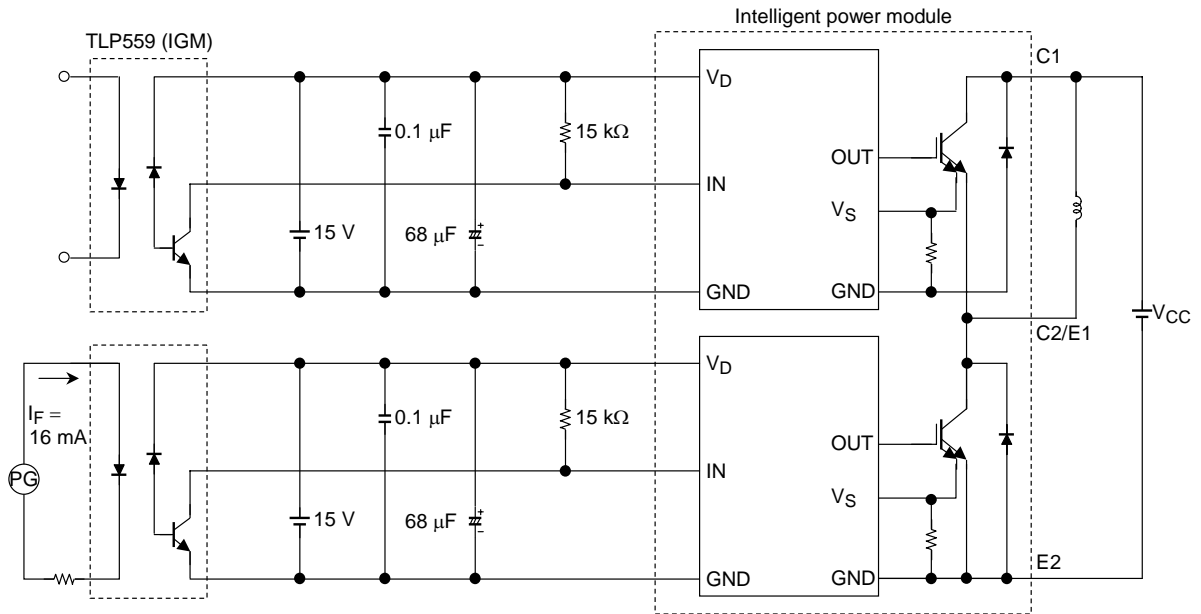 Intelligent power module
TLP559 (IGM)
C1
VD
0.1 μF
15 kΩ
OUT
IN
VS
15 V
68 μF
+
−
GND
GND
VCC
C2/E1
VD
IF =
16 mA
0.1 μF
15 kΩ
OUT
PG
IN
VS
15 V
68 μF
+
−
E2
GND
GND